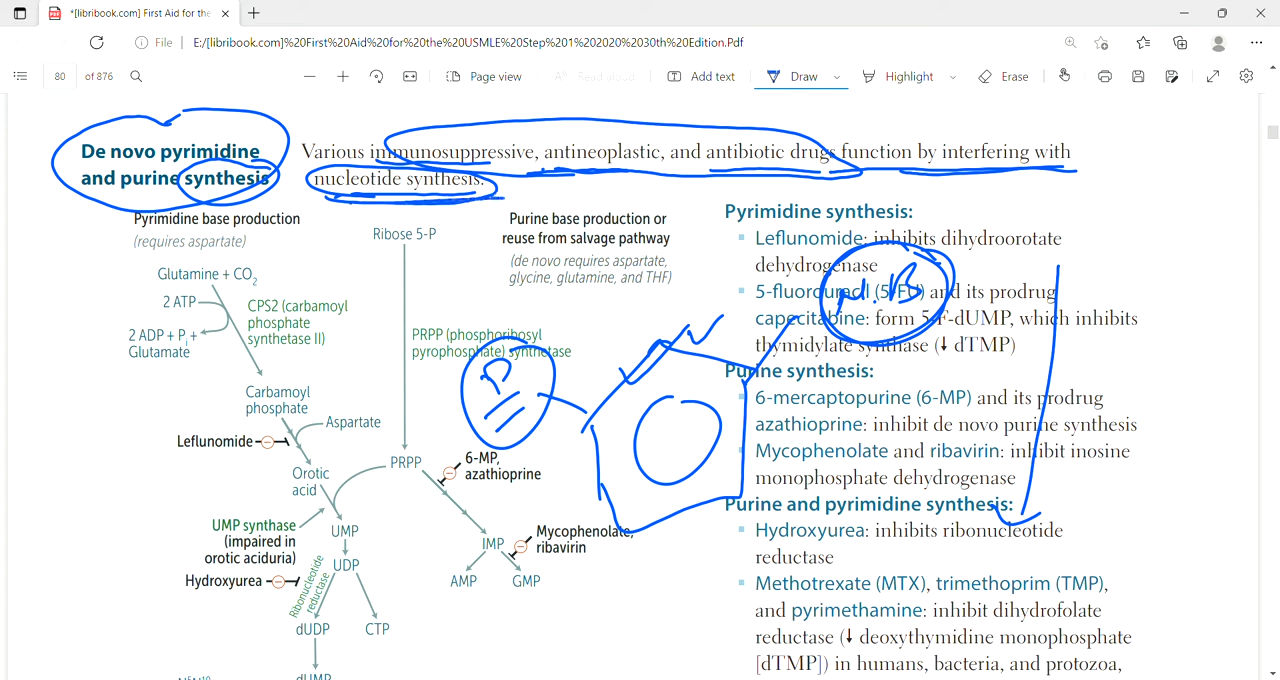 *[libribook.com] First Aid for the
File
E:/[libribook.com]%20First%20Aid%20for%20the%20USMLE%20Step%201%202020%2030th%20Edition.Pdf
80 of 876
Page view
Read aloud
Add text
Draw
Highlight
Erase
De novo pyrimidine
and purine synthesis
Various immunosuppressive, antineoplastic, and antibiotic drugs function by interfering with
nucleotide synthesis.
Pyrimidine base production
(requires aspartate)
Glutamine + CO2
2 ATP
2 ADP + Pi +
Glutamate
CPS2 (carbamoyl
phosphate
synthetase II)
Carbamoyl
phosphate
Aspartate
Leflunomide
Orotic
acid
UMP synthase
(impaired in
orotic aciduria)
UMP
Hydroxyurea
UDP
Ribonucleotide
reductase
dUDP
CTP
dUMP
Ribose 5-P
PRPP (phosphoribosyl
pyrophosphate) synthetase
PRPP
Purine base production or
reuse from salvage pathway
(de novo requires aspartate,
glycine, glutamine, and THF)
6-MP,
azathioprine
IMP
Mycophenolate,
ribavirin
AMP
GMP
P
N.B
Pyrimidine synthesis:
Leflunomide: inhibits dihydroorotate
dehydrogenase
5-fluorouracil (5-FU) and its prodrug
capecitabine: form 5-F-dUMP, which inhibits
thymidylate synthase (↓ dTMP)
Purine synthesis:
6-mercaptopurine (6-MP) and its prodrug
azathioprine: inhibit de novo purine synthesis
Mycophenolate and ribavirin: inhibit inosine
monophosphate dehydrogenase
Purine and pyrimidine synthesis:
Hydroxyurea: inhibits ribonucleotide
reductase
Methotrexate (MTX), trimethoprim (TMP),
and pyrimethamine: inhibit dihydrofolate
reductase (↓ deoxythymidine monophosphate
[dTMP]) in humans, bacteria, and protozoa,